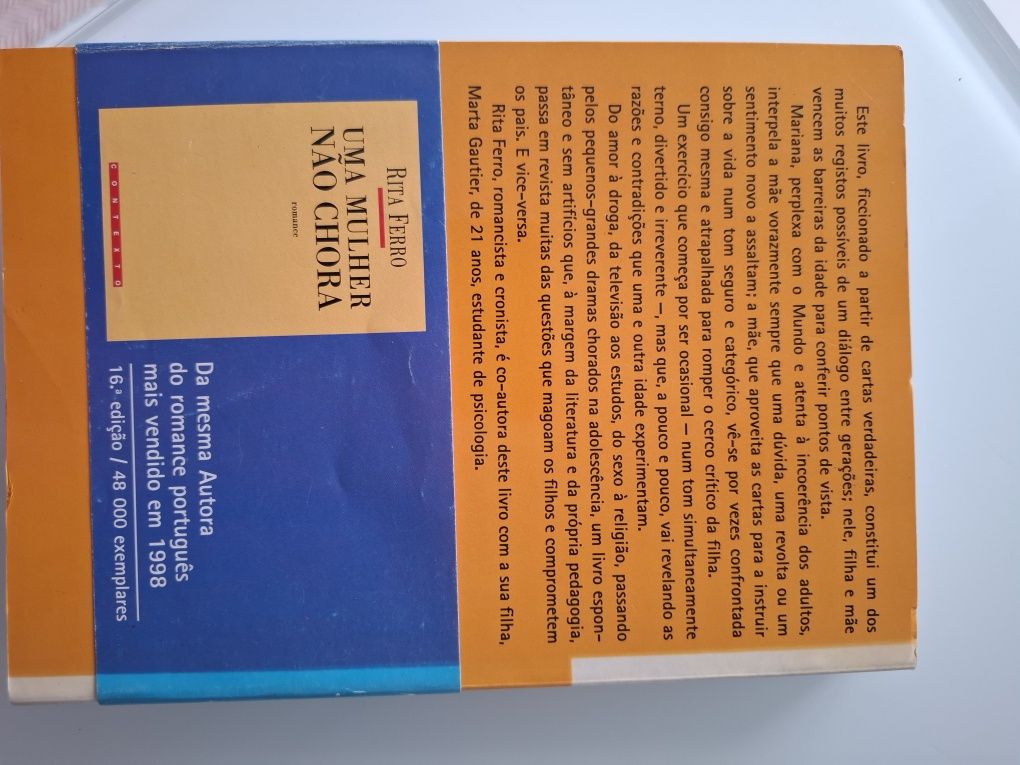 Este livro, ficcionado a partir de cartas verdadeiras, constitui um dos
muitos registos possíveis de um diálogo entre gerações; nele, filha e mãe
vencem as barreiras da idade para conferir pontos de vista.
Mariana, perplexa com o Mundo e atenta à incoerência dos adultos,
interpela a mãe vorazmente sempre que uma dúvida, uma revolta ou um
sentimento novo a assaltam; a mãe, que aproveita as cartas para a instruir
sobre a vida num tom seguro e categórico, vê-se por vezes confrontada
consigo mesma e atrapalhada para romper o cerco crítico da filha.
Um exercício que começa por ser ocasional — num tom simultaneamente
terno, divertido e irreverente —, mas que, a pouco e pouco, vai revelando as
razões e contradições que uma e outra idade experimentam.
Do amor à droga, da televisão aos estudos, do sexo à religião, passando
pelos pequenos-grandes dramas chorados na adolescência, um livro espon-
tâneo e sem artifícios que, à margem da literatura e da própria pedagogia,
passa em revista muitas das questões que magoam os filhos e comprometem
os pais. E vice-versa.
Rita Ferro, romancista e cronista, é co-autora deste livro com a sua filha,
Marta Gautier, de 21 anos, estudante de psicologia.
RITA FERRO
UMA MULHER
NÃO CHORA
romance
CONTEXTO
Da mesma Autora
do romance português
mais vendido em 1998
16.ª edição / 48 000 exemplares